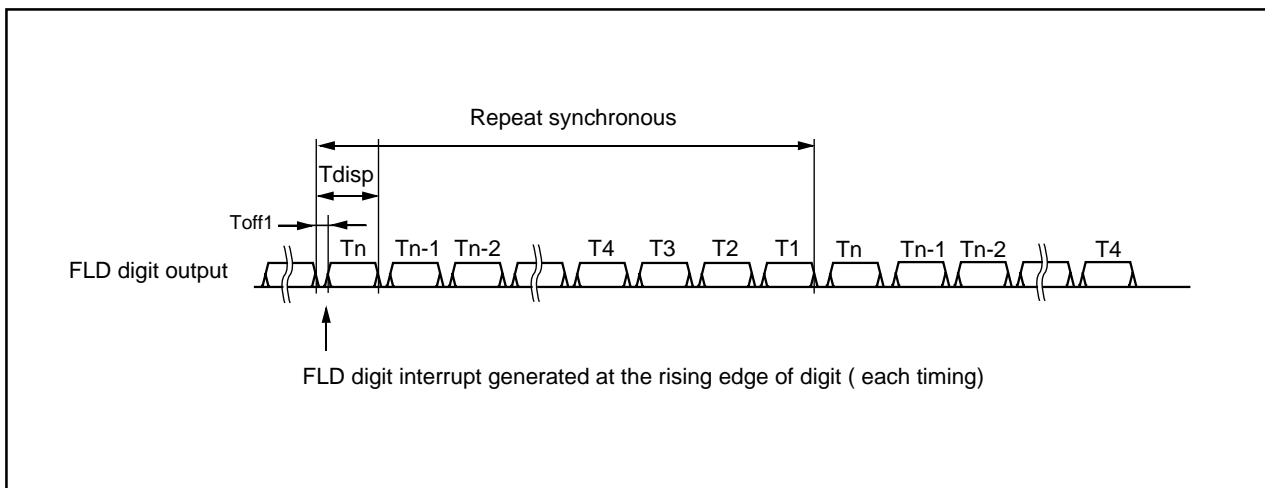 Repeat synchronous
Tdisp
Toff1
Tn Tn-1 Tn-2 T4 T3 T2 T1 Tn Tn-1 Tn-2 T4
FLD digit output
FLD digit interrupt generated at the rising edge of digit ( each timing)